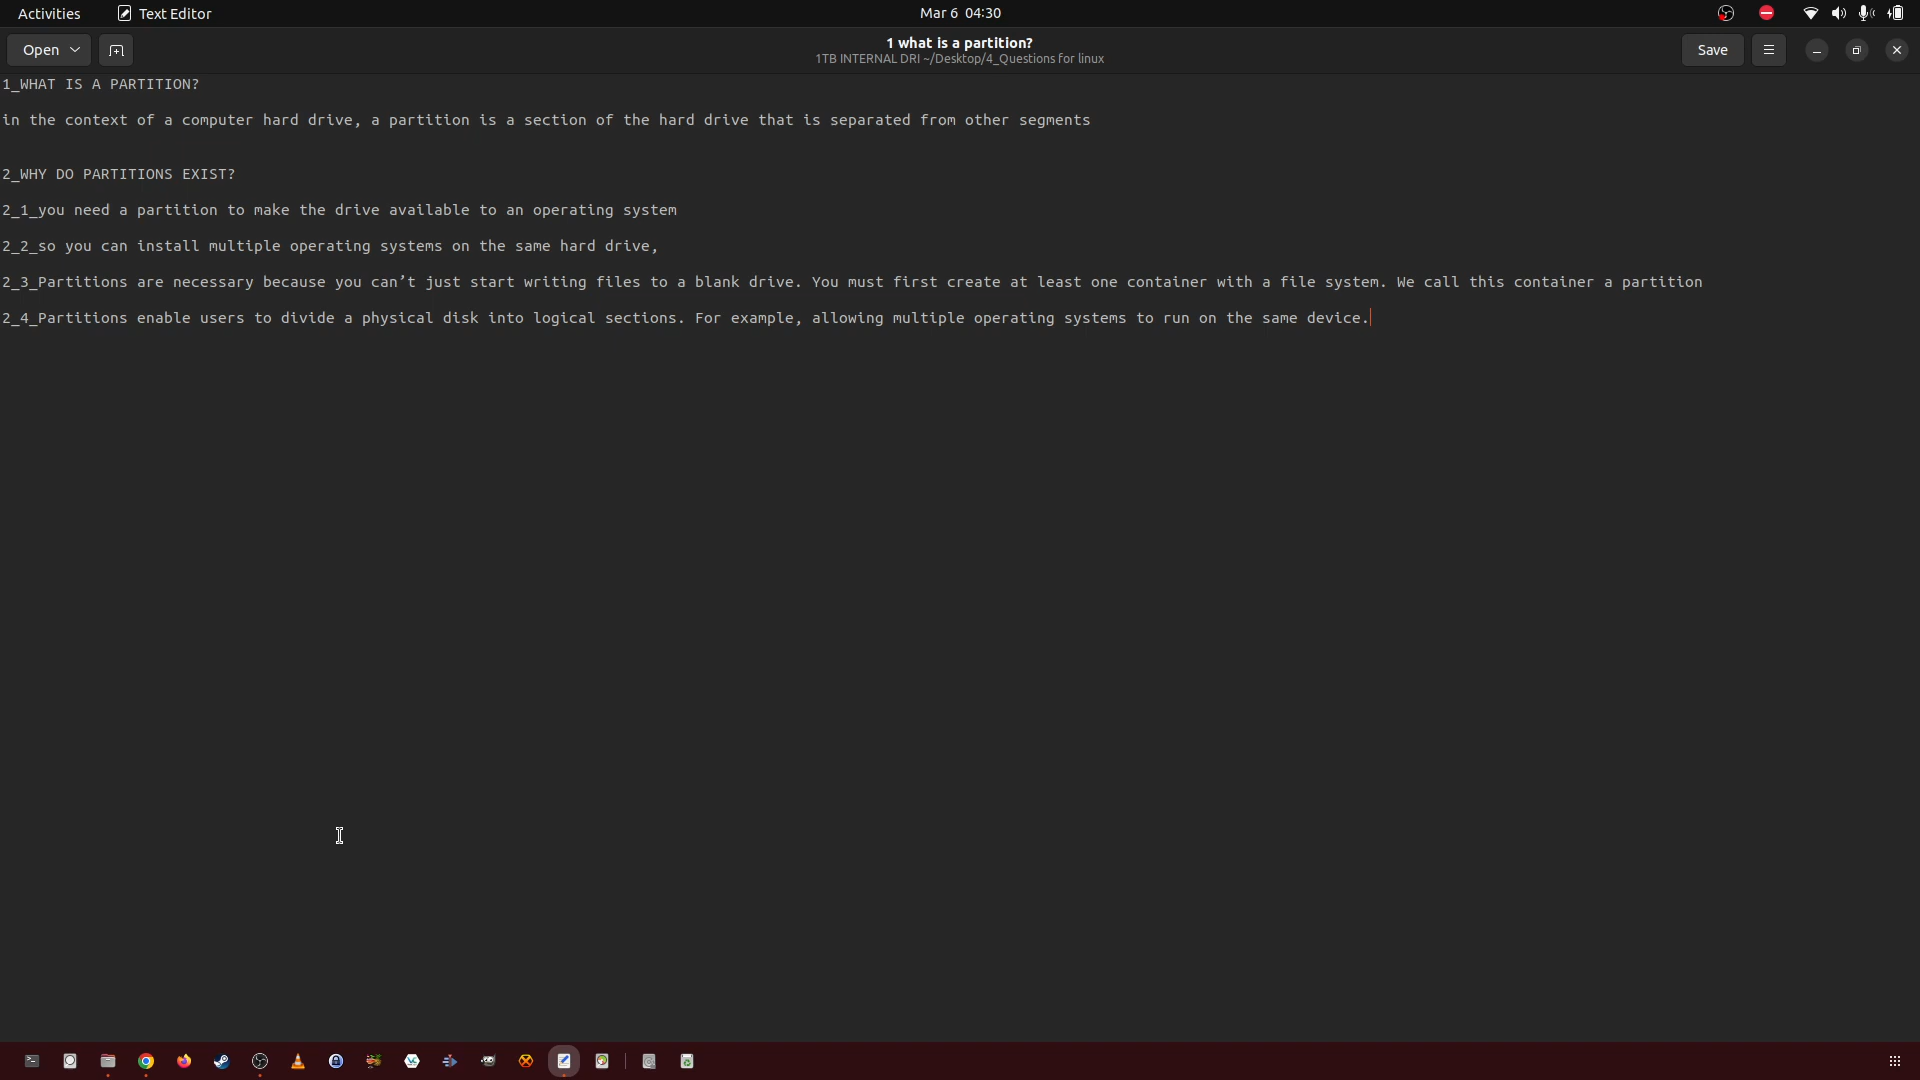 Activities
Text Editor
Mar 6 04:30
Open
1 what is a partition?
1TB INTERNAL DRI ~/Desktop/4_Questions for linux
Save
1_WHAT IS A PARTITION?
in the context of a computer hard drive, a partition is a section of the hard drive that is separated from other segments
2_WHY DO PARTITIONS EXIST?
2_1_you need a partition to make the drive available to an operating system
2_2_so you can install multiple operating systems on the same hard drive,
2_3_Partitions are necessary because you can’t just start writing files to a blank drive. You must first create at least one container with a file system. We call this container a partition
2_4_Partitions enable users to divide a physical disk into logical sections. For example, allowing multiple operating systems to run on the same device.